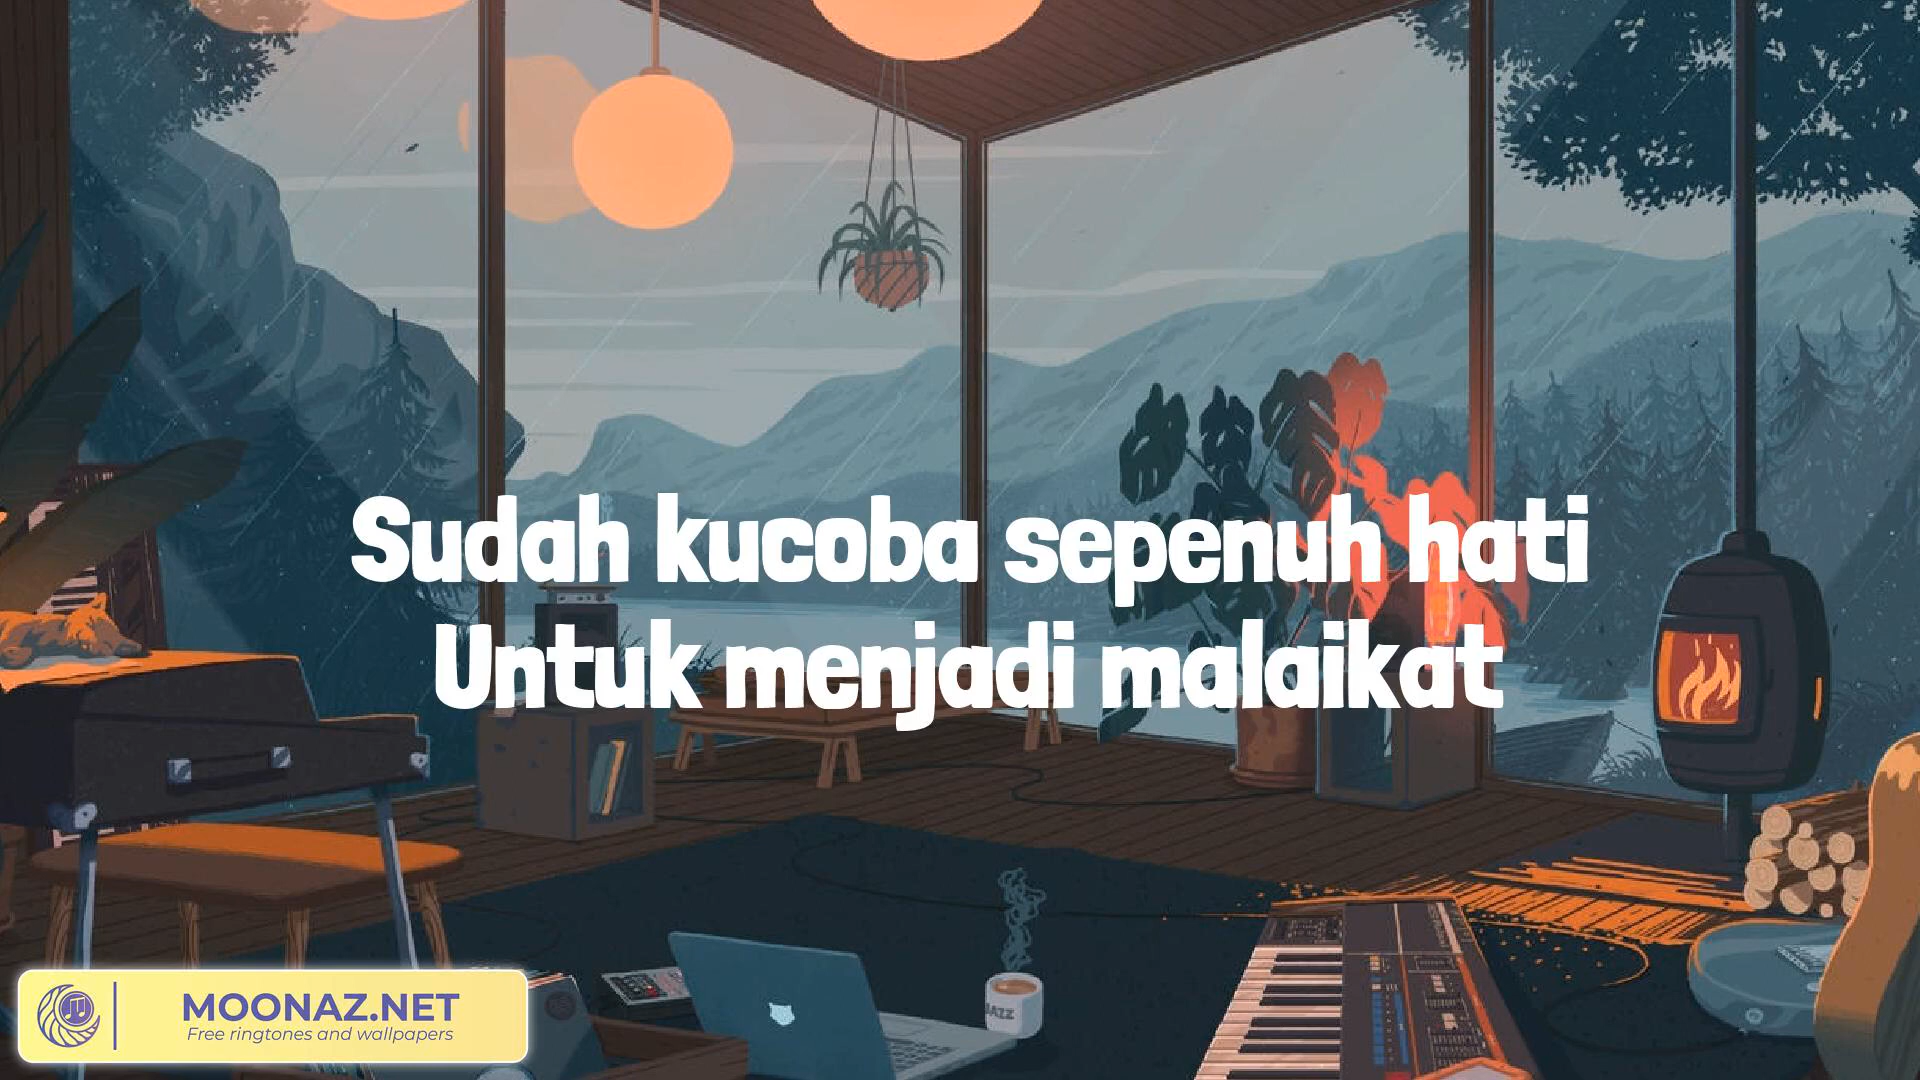 Sudah kucoba sepenuh hati
Untuk menjadi malaikat
MOONAZ.NET
Free ringtones and wallpapers
JAZZ